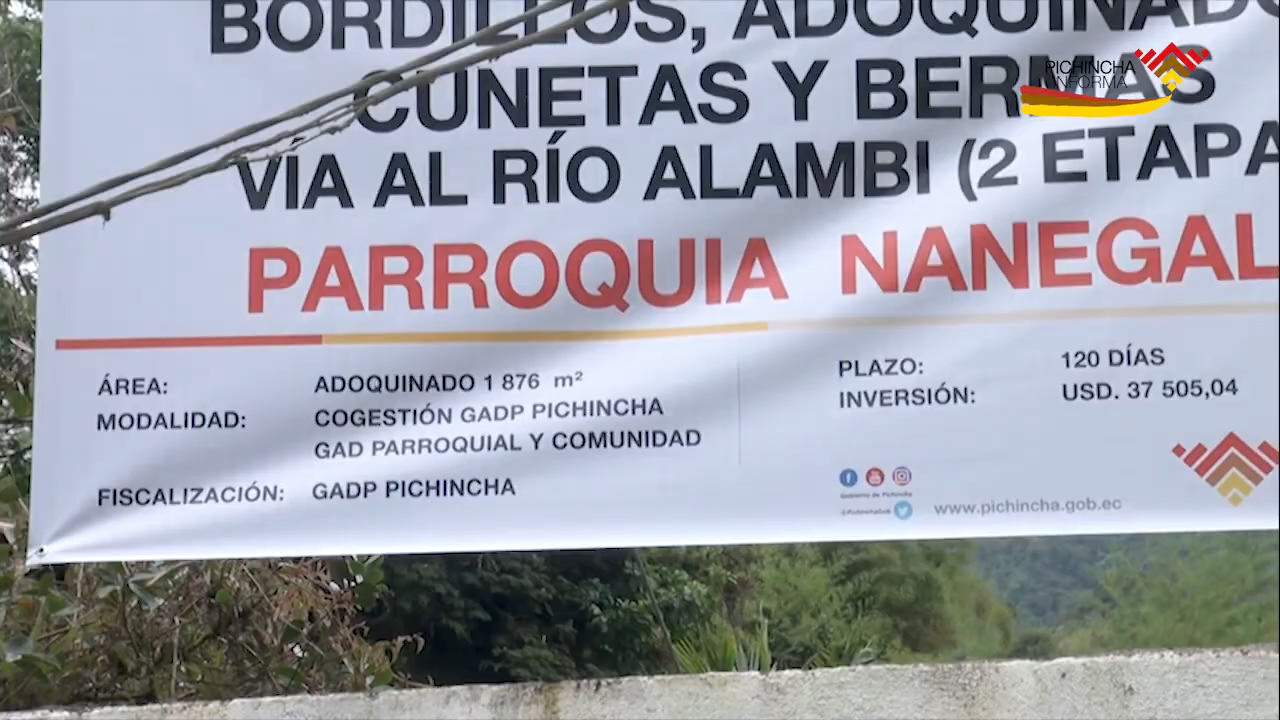 BORDILLOS, ADOQUINADO
CUNETAS Y BERMAS
PICHINCHA
INFORMA
VÍA AL RÍO ALAMBI (2 ETAPA
PARROQUIA NANEGAL
ÁREA: ADOQUINADO 1 876 m²
MODALIDAD: COGESTIÓN GADP PICHINCHA
GAD PARROQUIAL Y COMUNIDAD
FISCALIZACIÓN: GADP PICHINCHA
PLAZO: 120 DÍAS
INVERSIÓN: USD. 37 505,04
Gobierno de Pichincha
@PichinchaGob
www.pichincha.gob.ec